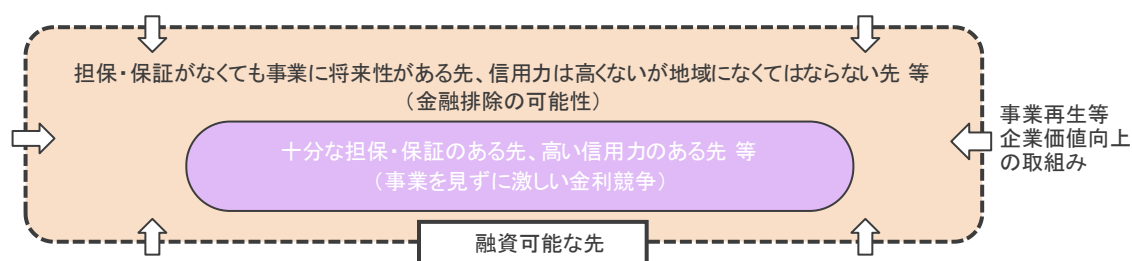 担保・保証がなくても事業に将来性がある先、信用力は高くないが地域になくてはならない先 等
（金融排除の可能性）
十分な担保・保証のある先、高い信用力のある先 等
（事業を見ずに激しい金利競争）
事業再生等
企業価値向上
の取組み
融資可能な先